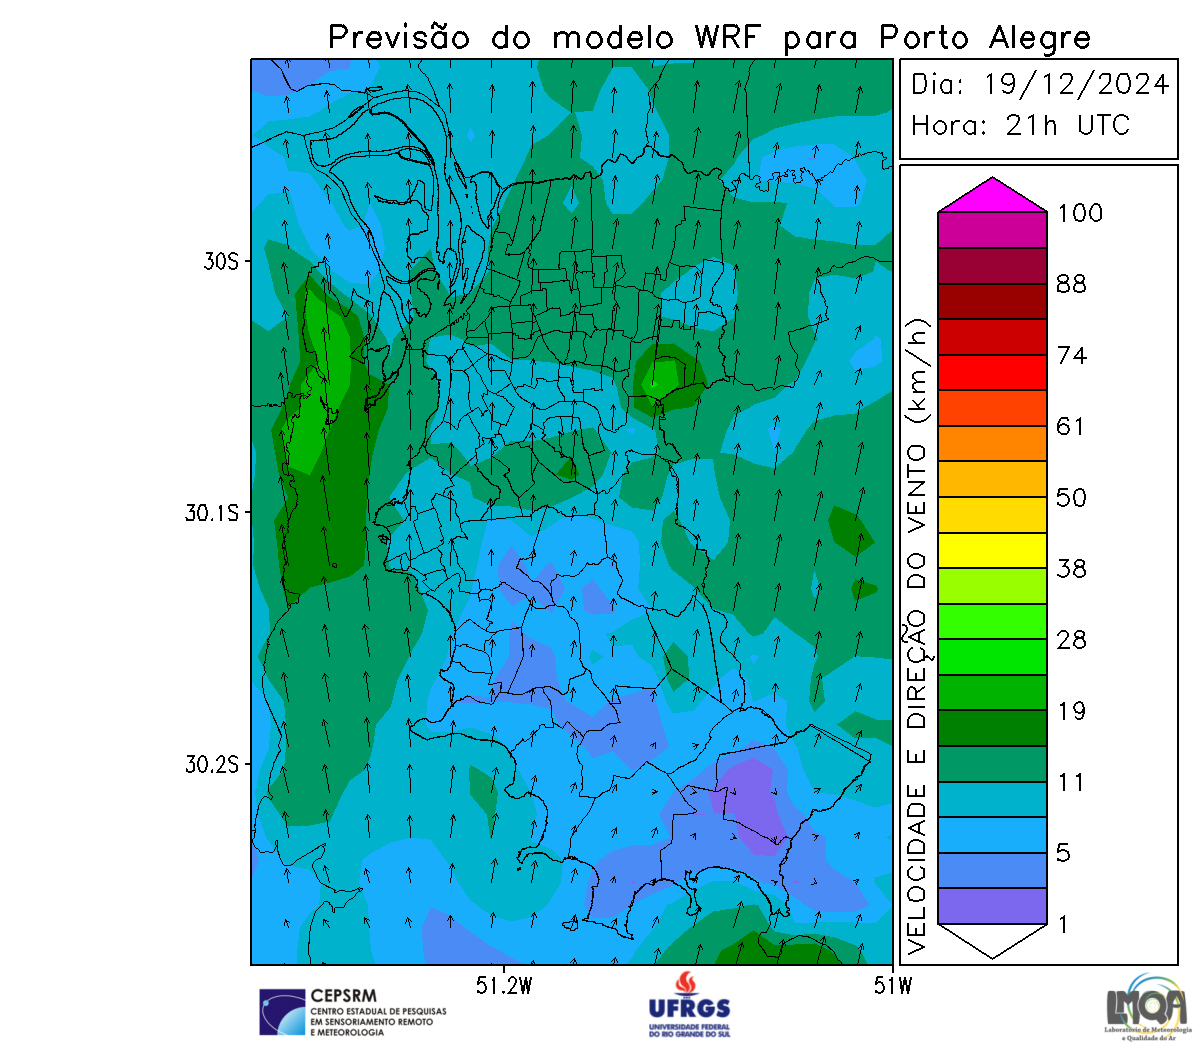 Previsão do modelo WRF para Porto Alegre
Dia: 19/12/2024
Hora: 21h UTC
30S
30.1S
30.2S
51.2W
51W
VELOCIDADE E DIREÇÃO DO VENTO (km/h)
100
88
74
61
50
38
28
19
11
5
1
CEPSRM
CENTRO ESTADUAL DE PESQUISAS
EM SENSORIAMENTO REMOTO
E METEOROLOGIA
UFRGS
UNIVERSIDADE FEDERAL
DO RIO GRANDE DO SUL
LMQA
Laboratório de Meteorologia
e Qualidade do Ar